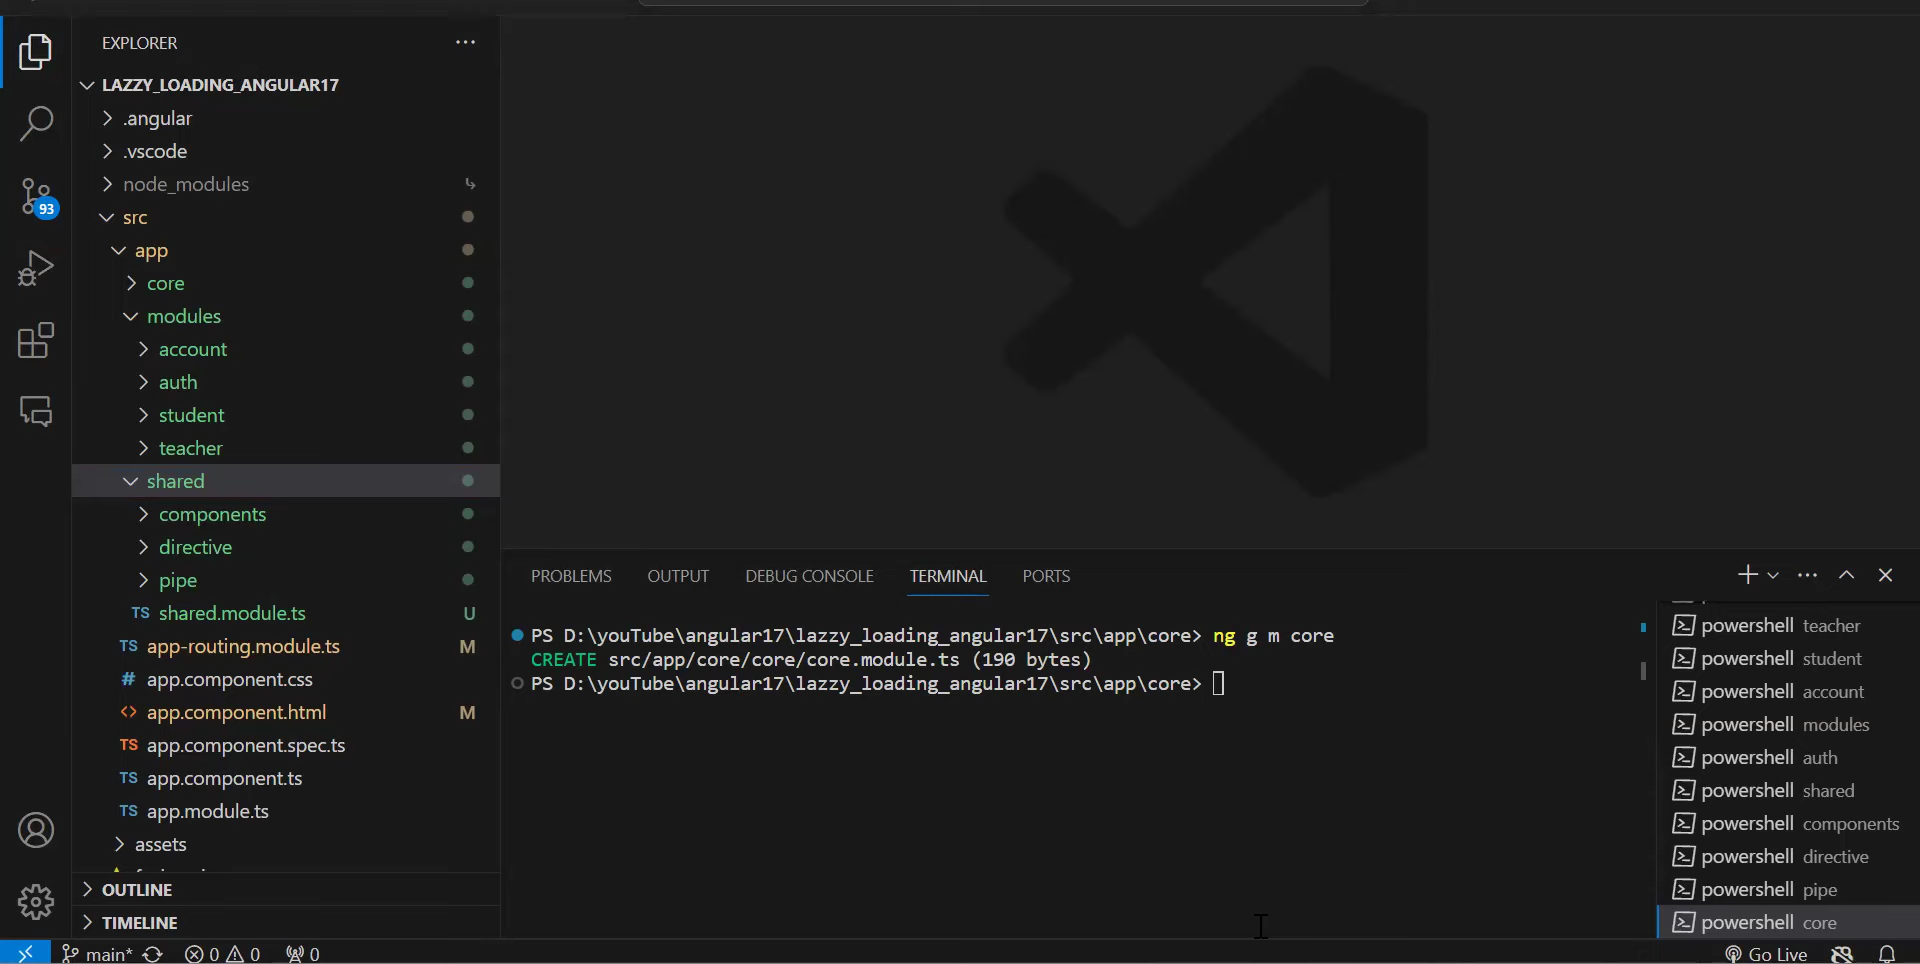 EXPLORER
LAZZY_LOADING_ANGULAR17
.angular
.vscode
node_modules
src
app
core
modules
account
auth
student
teacher
shared
components
directive
pipe
TS shared.module.ts U
TS app-routing.module.ts M
# app.component.css
<> app.component.html M
TS app.component.spec.ts
TS app.component.ts
TS app.module.ts
assets
OUTLINE
TIMELINE
93
PROBLEMS OUTPUT DEBUG CONSOLE TERMINAL PORTS
PS D:\youTube\angular17\lazzy_loading_angular17\src\app\core> ng g m core
CREATE src/app/core/core/core.module.ts (190 bytes)
PS D:\youTube\angular17\lazzy_loading_angular17\src\app\core>
powershell teacher
powershell student
powershell account
powershell modules
powershell auth
powershell shared
powershell components
powershell directive
powershell pipe
powershell core
main* 0 0 0 Go Live